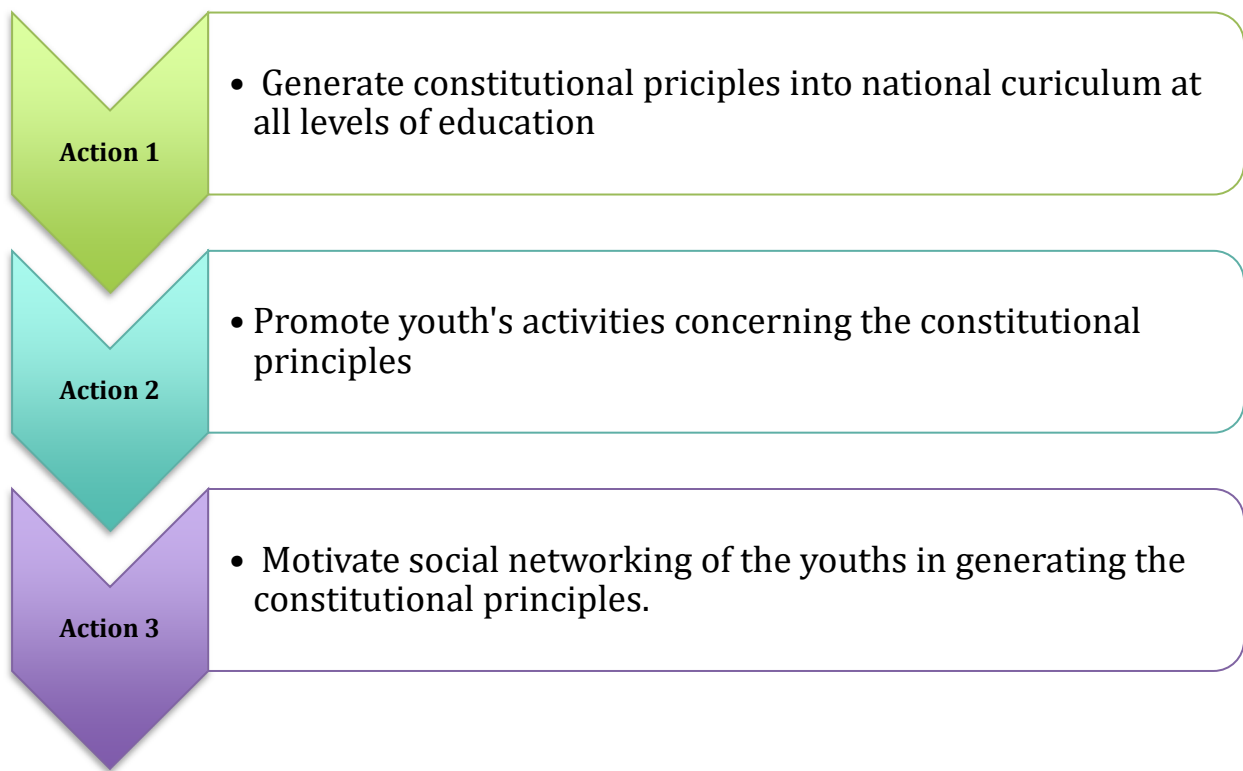 Action 1
• Generate constitutional priciples into national curiculum at
all levels of education
Action 2
• Promote youth's activities concerning the constitutional
principles
Action 3
• Motivate social networking of the youths in generating the
constitutional principles.